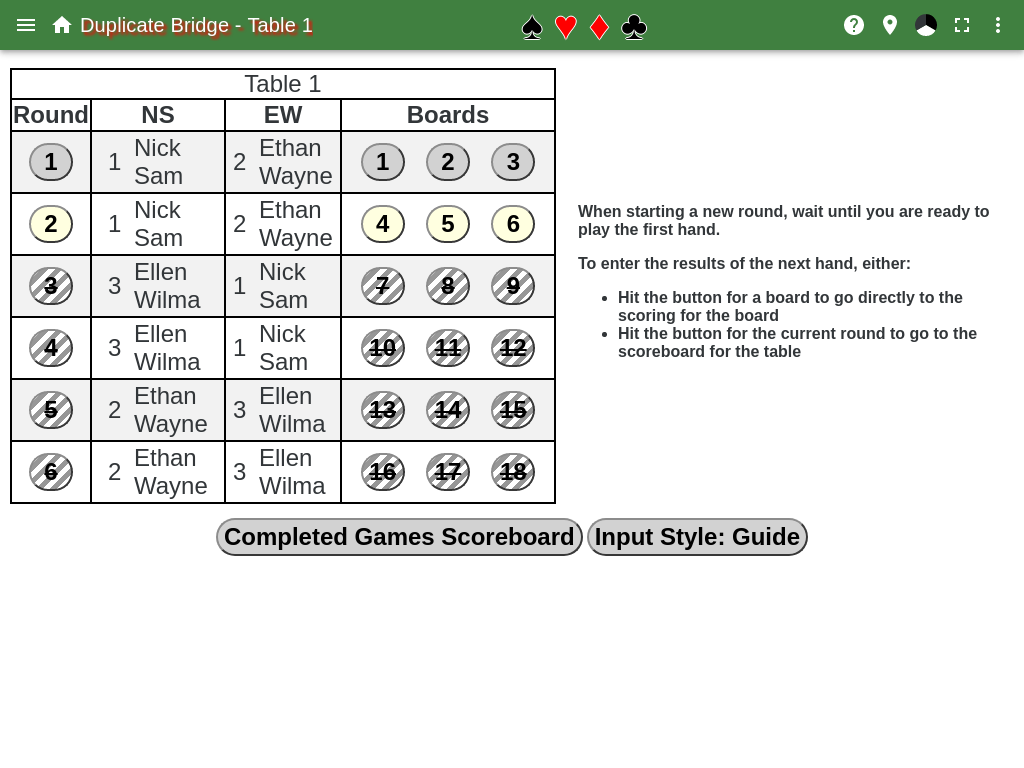 Duplicate Bridge - Table 1
Table 1
Round NS EW Boards
1 1 Nick Sam 2 Ethan Wayne 1 2 3
2 1 Nick Sam 2 Ethan Wayne 4 5 6
3 3 Ellen Wilma 1 Nick Sam 7 8 9
4 3 Ellen Wilma 1 Nick Sam 10 11 12
5 2 Ethan Wayne 3 Ellen Wilma 13 14 15
6 2 Ethan Wayne 3 Ellen Wilma 16 17 18
When starting a new round, wait until you are ready to
play the first hand.
To enter the results of the next hand, either:
Hit the button for a board to go directly to the
scoring for the board
Hit the button for the current round to go to the
scoreboard for the table
Completed Games Scoreboard Input Style: Guide